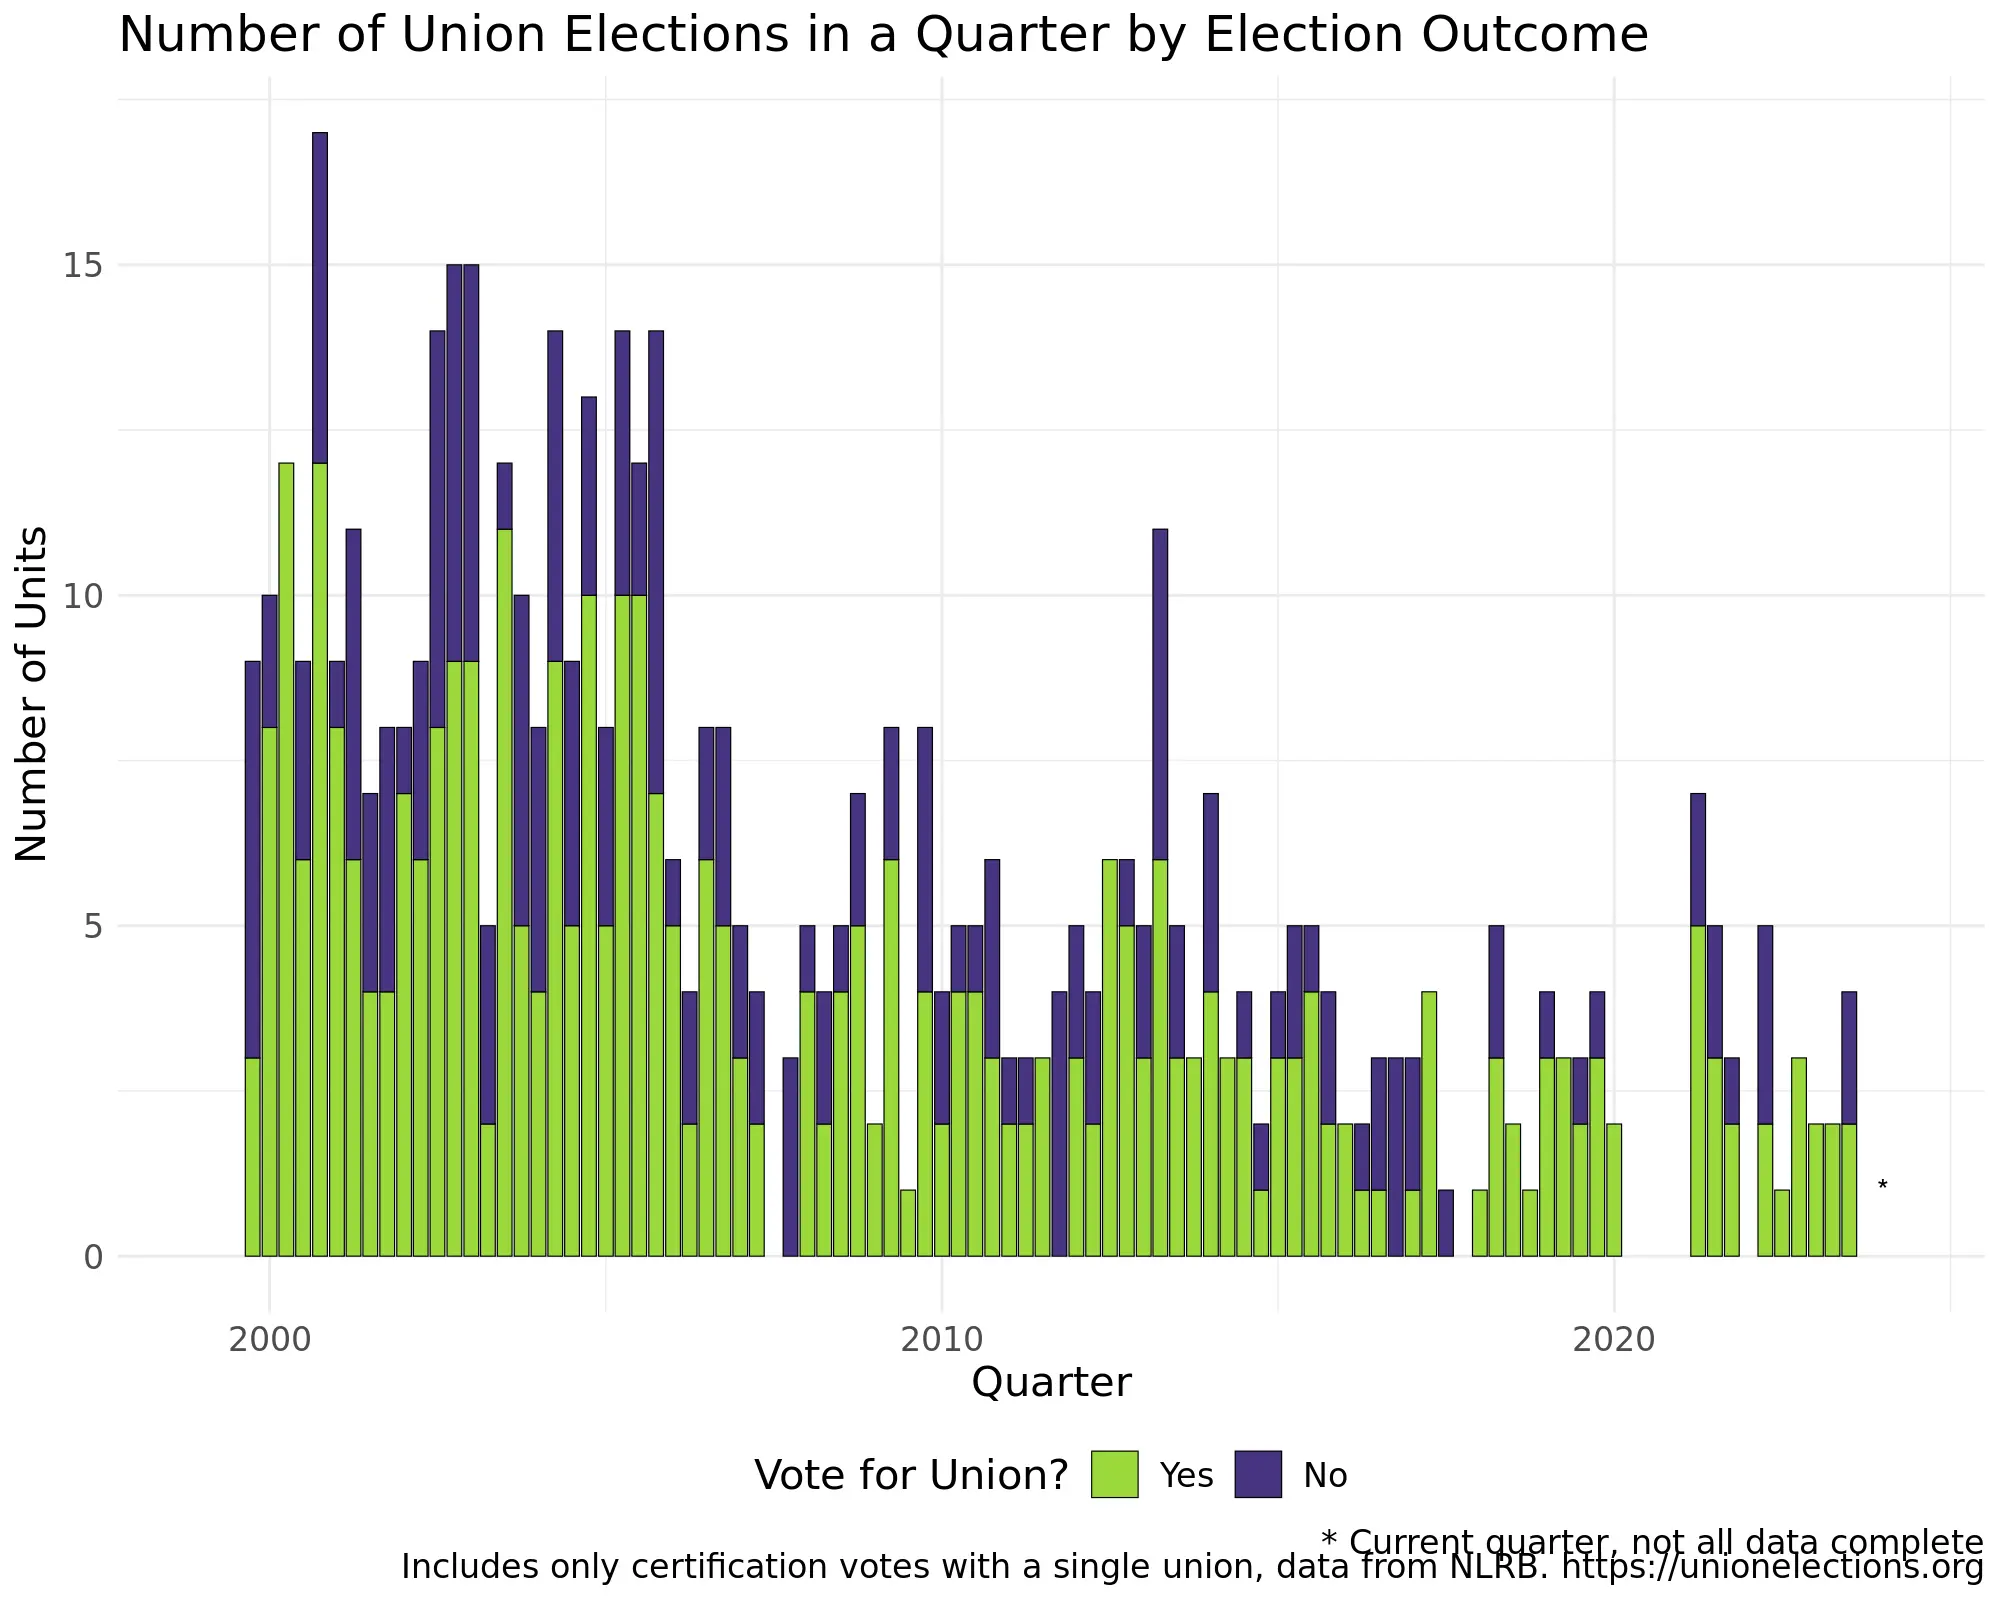 Number of Union Elections in a Quarter by Election Outcome
Number of Units
15
10
5
0
*
2000 2010 2020
Quarter
Vote for Union? Yes No
* Current quarter, not all data complete
Includes only certification votes with a single union, data from NLRB. https://unionelections.org